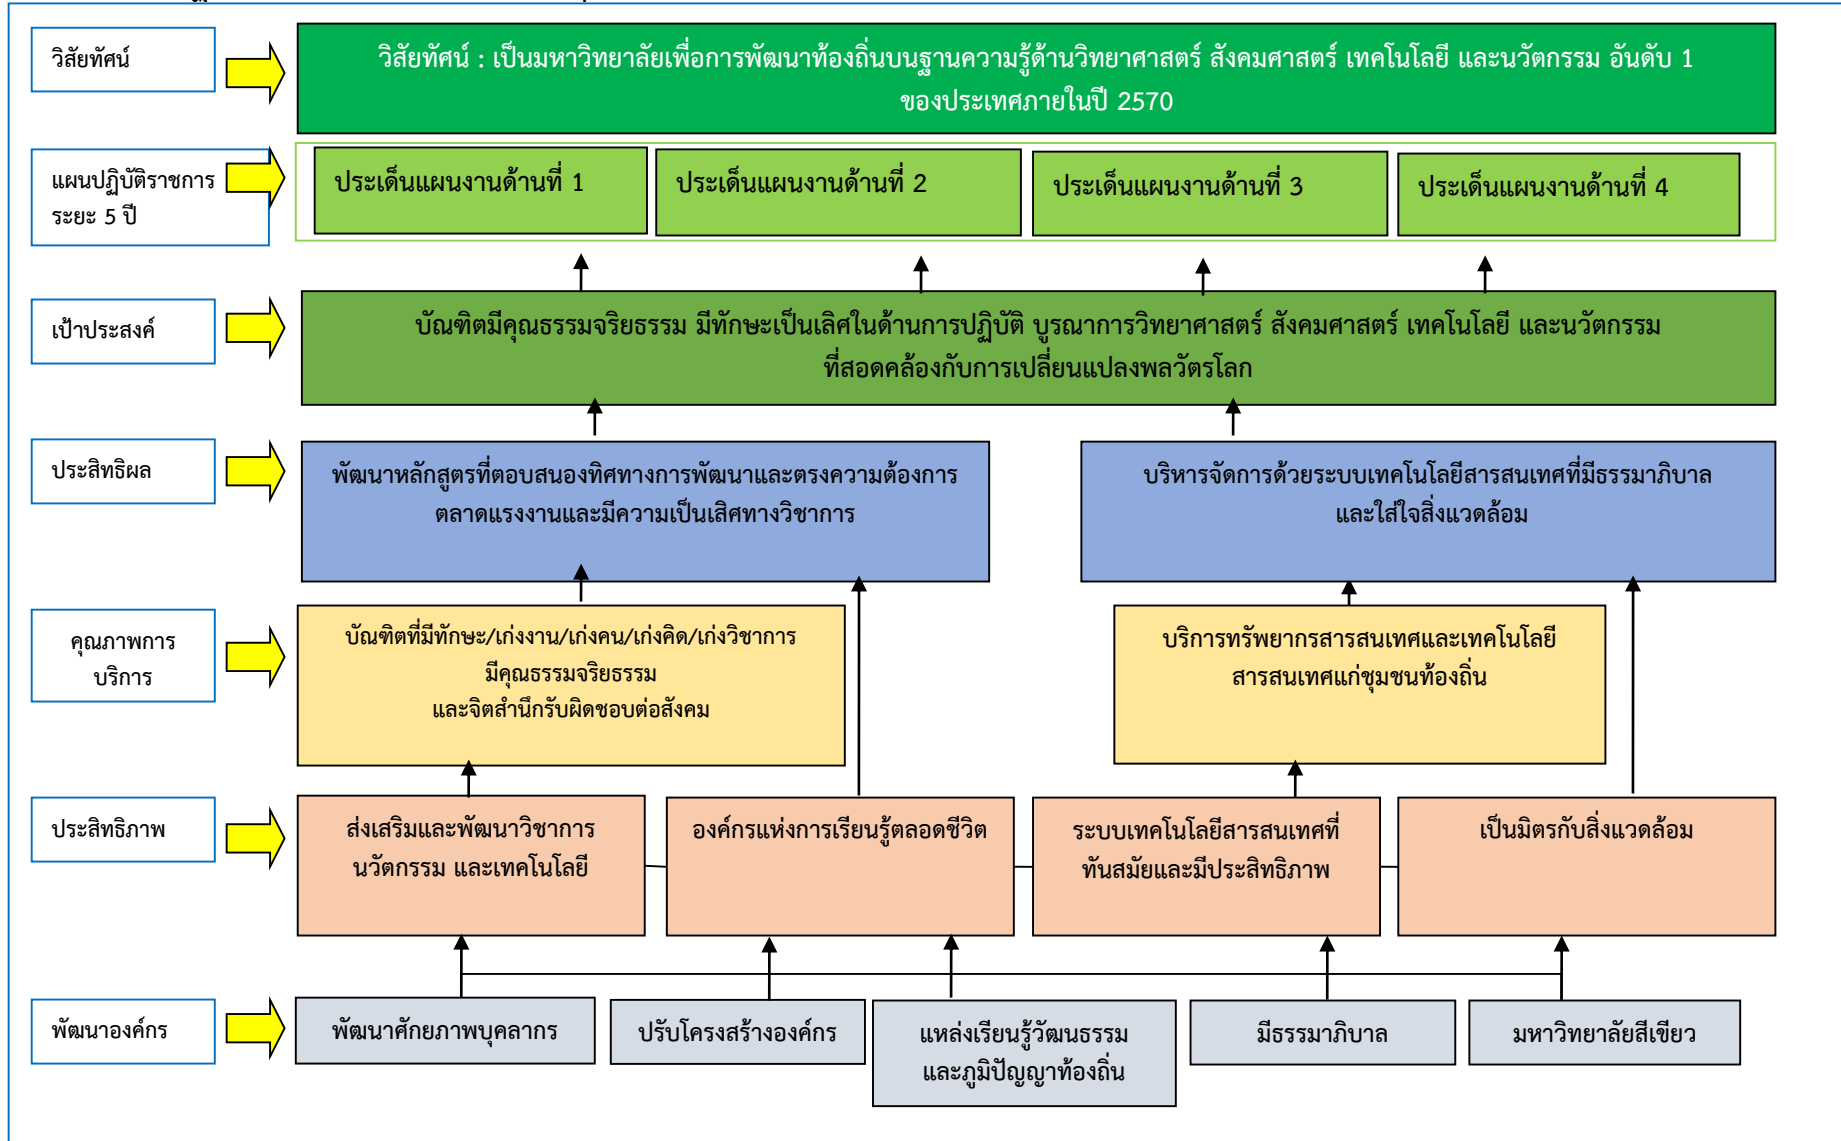 วิสัยทัศน์
วิสัยทัศน์ : เป็นมหาวิทยาลัยเพื่อการพัฒนาท้องถิ่นบนฐานความรู้ด้านวิทยาศาสตร์ สังคมศาสตร์ เทคโนโลยี และนวัตกรรม อันดับ 1
ของประเทศภายในปี 2570
แผนปฏิบัติราชการ
ระยะ 5 ปี
ประเด็นแผนงานด้านที่ 1
ประเด็นแผนงานด้านที่ 2
ประเด็นแผนงานด้านที่ 3
ประเด็นแผนงานด้านที่ 4
เป้าประสงค์
บัณฑิตมีคุณธรรมจริยธรรม มีทักษะเป็นเลิศในด้านการปฏิบัติ บูรณาการวิทยาศาสตร์ สังคมศาสตร์ เทคโนโลยี และนวัตกรรม
ที่สอดคล้องกับการเปลี่ยนแปลงพลวัตรโลก
ประสิทธิผล
พัฒนาหลักสูตรที่ตอบสนองทิศทางการพัฒนาและตรงความต้องการ
ตลาดแรงงานและมีความเป็นเสิศทางวิชาการ
บริหารจัดการด้วยระบบเทคโนโลยีสารสนเทศที่มีธรรมาภิบาล
และใส่ใจสิ่งแวดล้อม
คุณภาพการ
บริการ
บัณฑิตที่มีทักษะ/เก่งงาน/เก่งคน/เก่งคิด/เก่งวิชาการ
มีคุณธรรมจริยธรรม
และจิตสำนึกรับผิดชอบต่อสังคม
บริการทรัพยากรสารสนเทศและเทคโนโลยี
สารสนเทศแก่ชุมชนท้องถิ่น
ประสิทธิภาพ
ส่งเสริมและพัฒนาวิชาการ
นวัตกรรม และเทคโนโลยี
องค์กรแห่งการเรียนรู้ตลอดชีวิต
ระบบเทคโนโลยีสารสนเทศที่
ทันสมัยและมีประสิทธิภาพ
เป็นมิตรกับสิ่งแวดล้อม
พัฒนาองค์กร
พัฒนาศักยภาพบุคลากร
ปรับโครงสร้างองค์กร
แหล่งเรียนรู้วัฒนธรรม
และภูมิปัญญาท้องถิ่น
มีธรรมาภิบาล
มหาวิทยาลัยสีเขียว